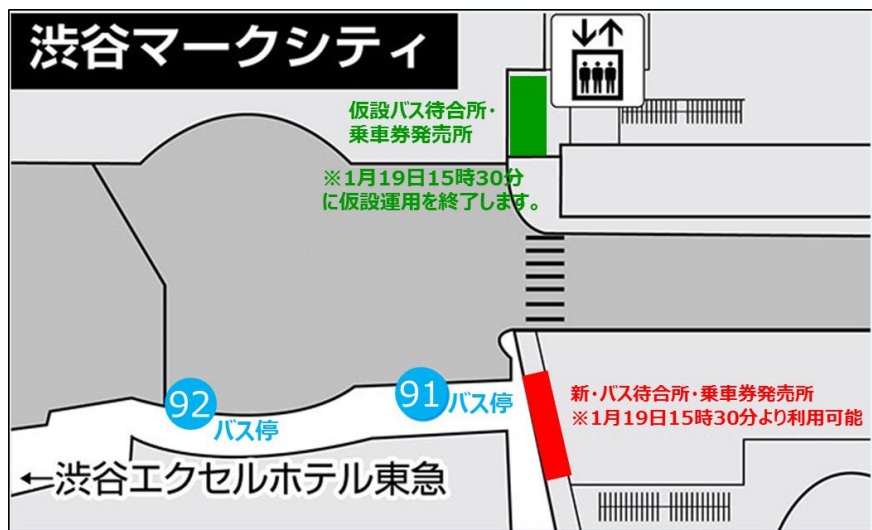 渋谷マークシティ
仮設バス待合所・
乗車券発売所
※1月19日15時30分
に仮設運用を終了します。
91
バス停
92
バス停
新・バス待合所・乗車券発売所
※1月19日15時30分より利用可能
←渋谷エクセルホテル東急